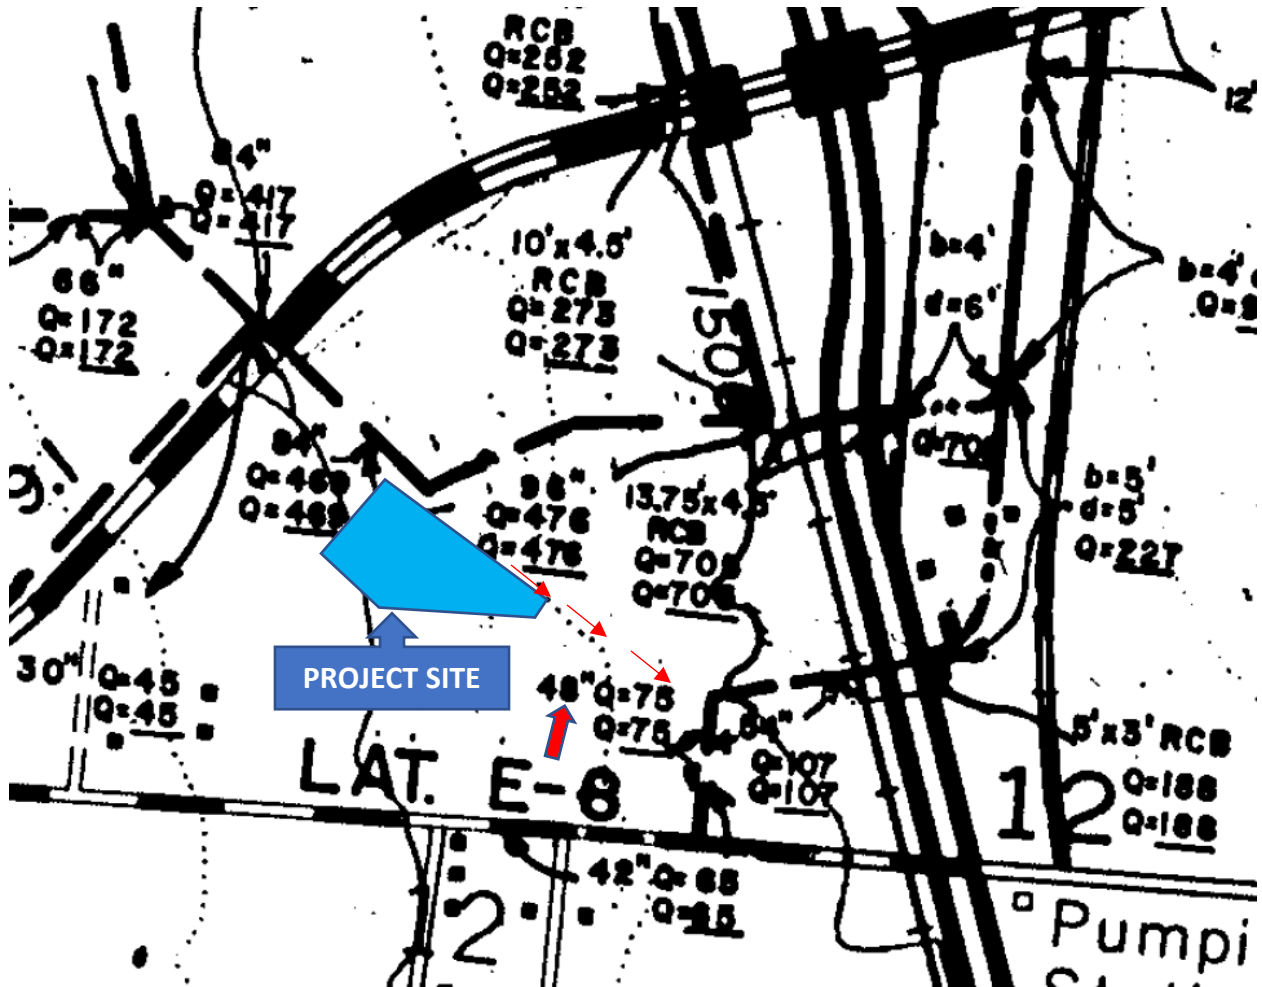 RCB
Q=252
Q=252
12'
84"
Q=417
Q=417
10'x4.5'
RCB
Q=273
Q=273
b=4'
d=6'
b=4'
66"
Q=172
Q=172
150
84"
Q=469
Q=469
96"
Q=476
Q=476
13.75'x4.5'
RCB
Q=705
Q=705
b=5'
d=5'
Q=227
PROJECT SITE
30"
Q=45
Q=45
48" Q=75
Q=75
54"
Q=107
Q=107
5'x3' RCB
Q=188
Q=188
LAT. E-8
12
42" Q=65
Q=65
2
Pumpi